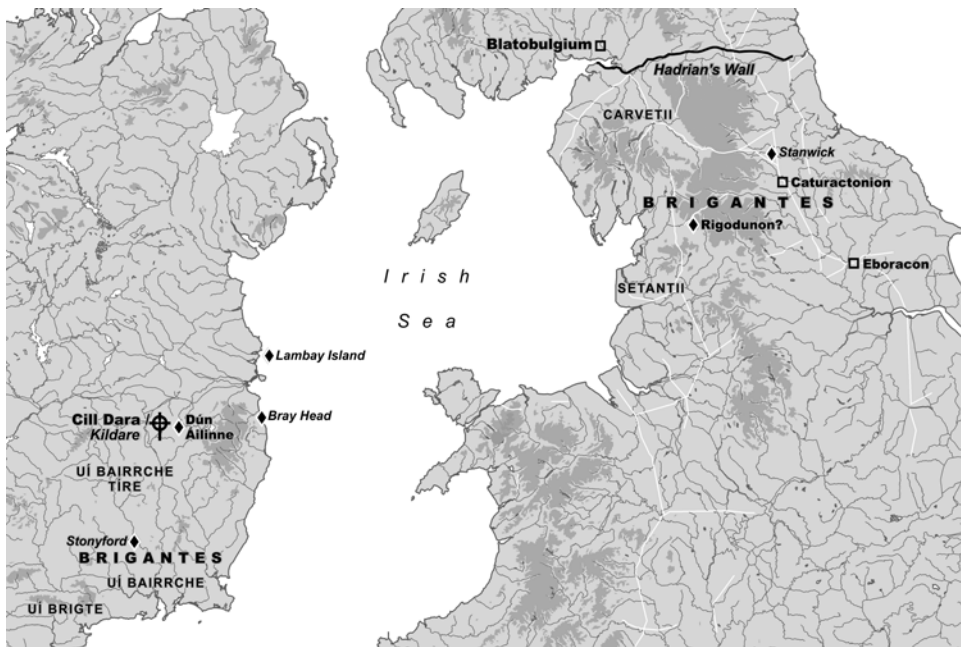 Blatobulgium
Hadrian's Wall
CARVETII
Stanwick
Caturactonion
BRIGANTES
Rigodunon?
Eboracon
SETANTII
Irish
Sea
Lambay Island
Bray Head
Cill Dara /
Kildare
Dún
Ailinne
UÍ BAIRRCHE
TÍRE
Stonyford
BRIGANTES
UÍ BAIRRCHE
UÍ BRIGTE